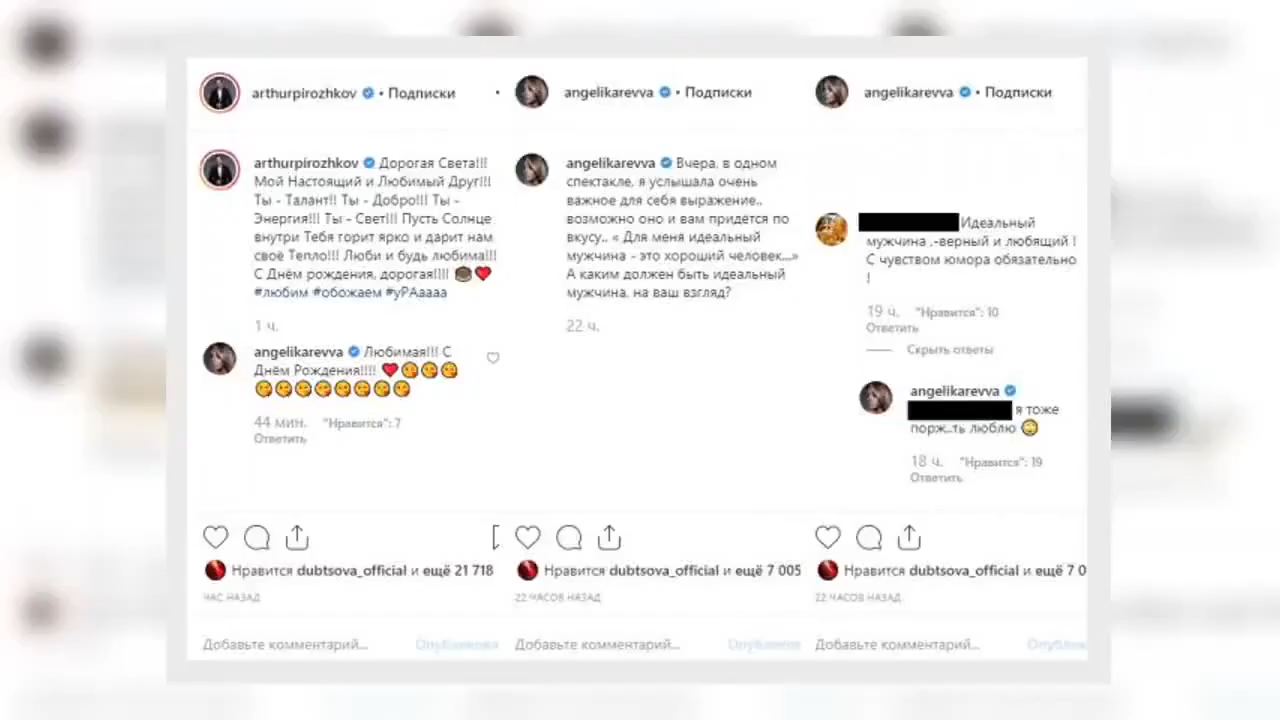 arthurpirozhkov • Подписки
arthurpirozhkov Дорогая Света!!!
Мой Настоящий и Любимый Друг!!!
Ты - Талант!! Ты - Добро!!! Ты -
Энергия!!! Ты - Свет!!! Пусть Солнце
внутри Тебя горит ярко и дарит нам
своё Тепло!!! Люби и будь любима!!!
С Днём рождения, дорогая!!!! 🎂❤️
#любим #обожаем #уРАаааа
1 ч.
angelikarevva Любимая!!! С
Днём Рождения!!!! ❤️😘😘😘
😘😘😘😘😘😘😘😘
44 мин. "Нравится": 7
Ответить
Нравится dubtsova_official и ещё 21 718
ЧАС НАЗАД
Добавьте комментарий...
• angelikarevva • Подписки
angelikarevva Вчера, в одном
спектакле, я услышала очень
важное для себя выражение..
возможно оно и вам придётся по
вкусу.. « Для меня идеальный
мужчина - это хороший человек...»
А каким должен быть идеальный
мужчина, на ваш взгляд?
22 ч.
Нравится dubtsova_official и ещё 7 005
22 ЧАСОВ НАЗАД
Добавьте комментарий...
angelikarevva • Подписки
Идеальный
мужчина ,-верный и любящий !
С чувством юмора обязательно
!
19 ч. "Нравится": 10
Ответить
Скрыть ответы
angelikarevva
я тоже
порж..ть люблю 🙄
18 ч. "Нравится": 19
Ответить
Нравится dubtsova_official и ещё 7 0
22 ЧАСОВ НАЗАД
Добавьте комментарий...